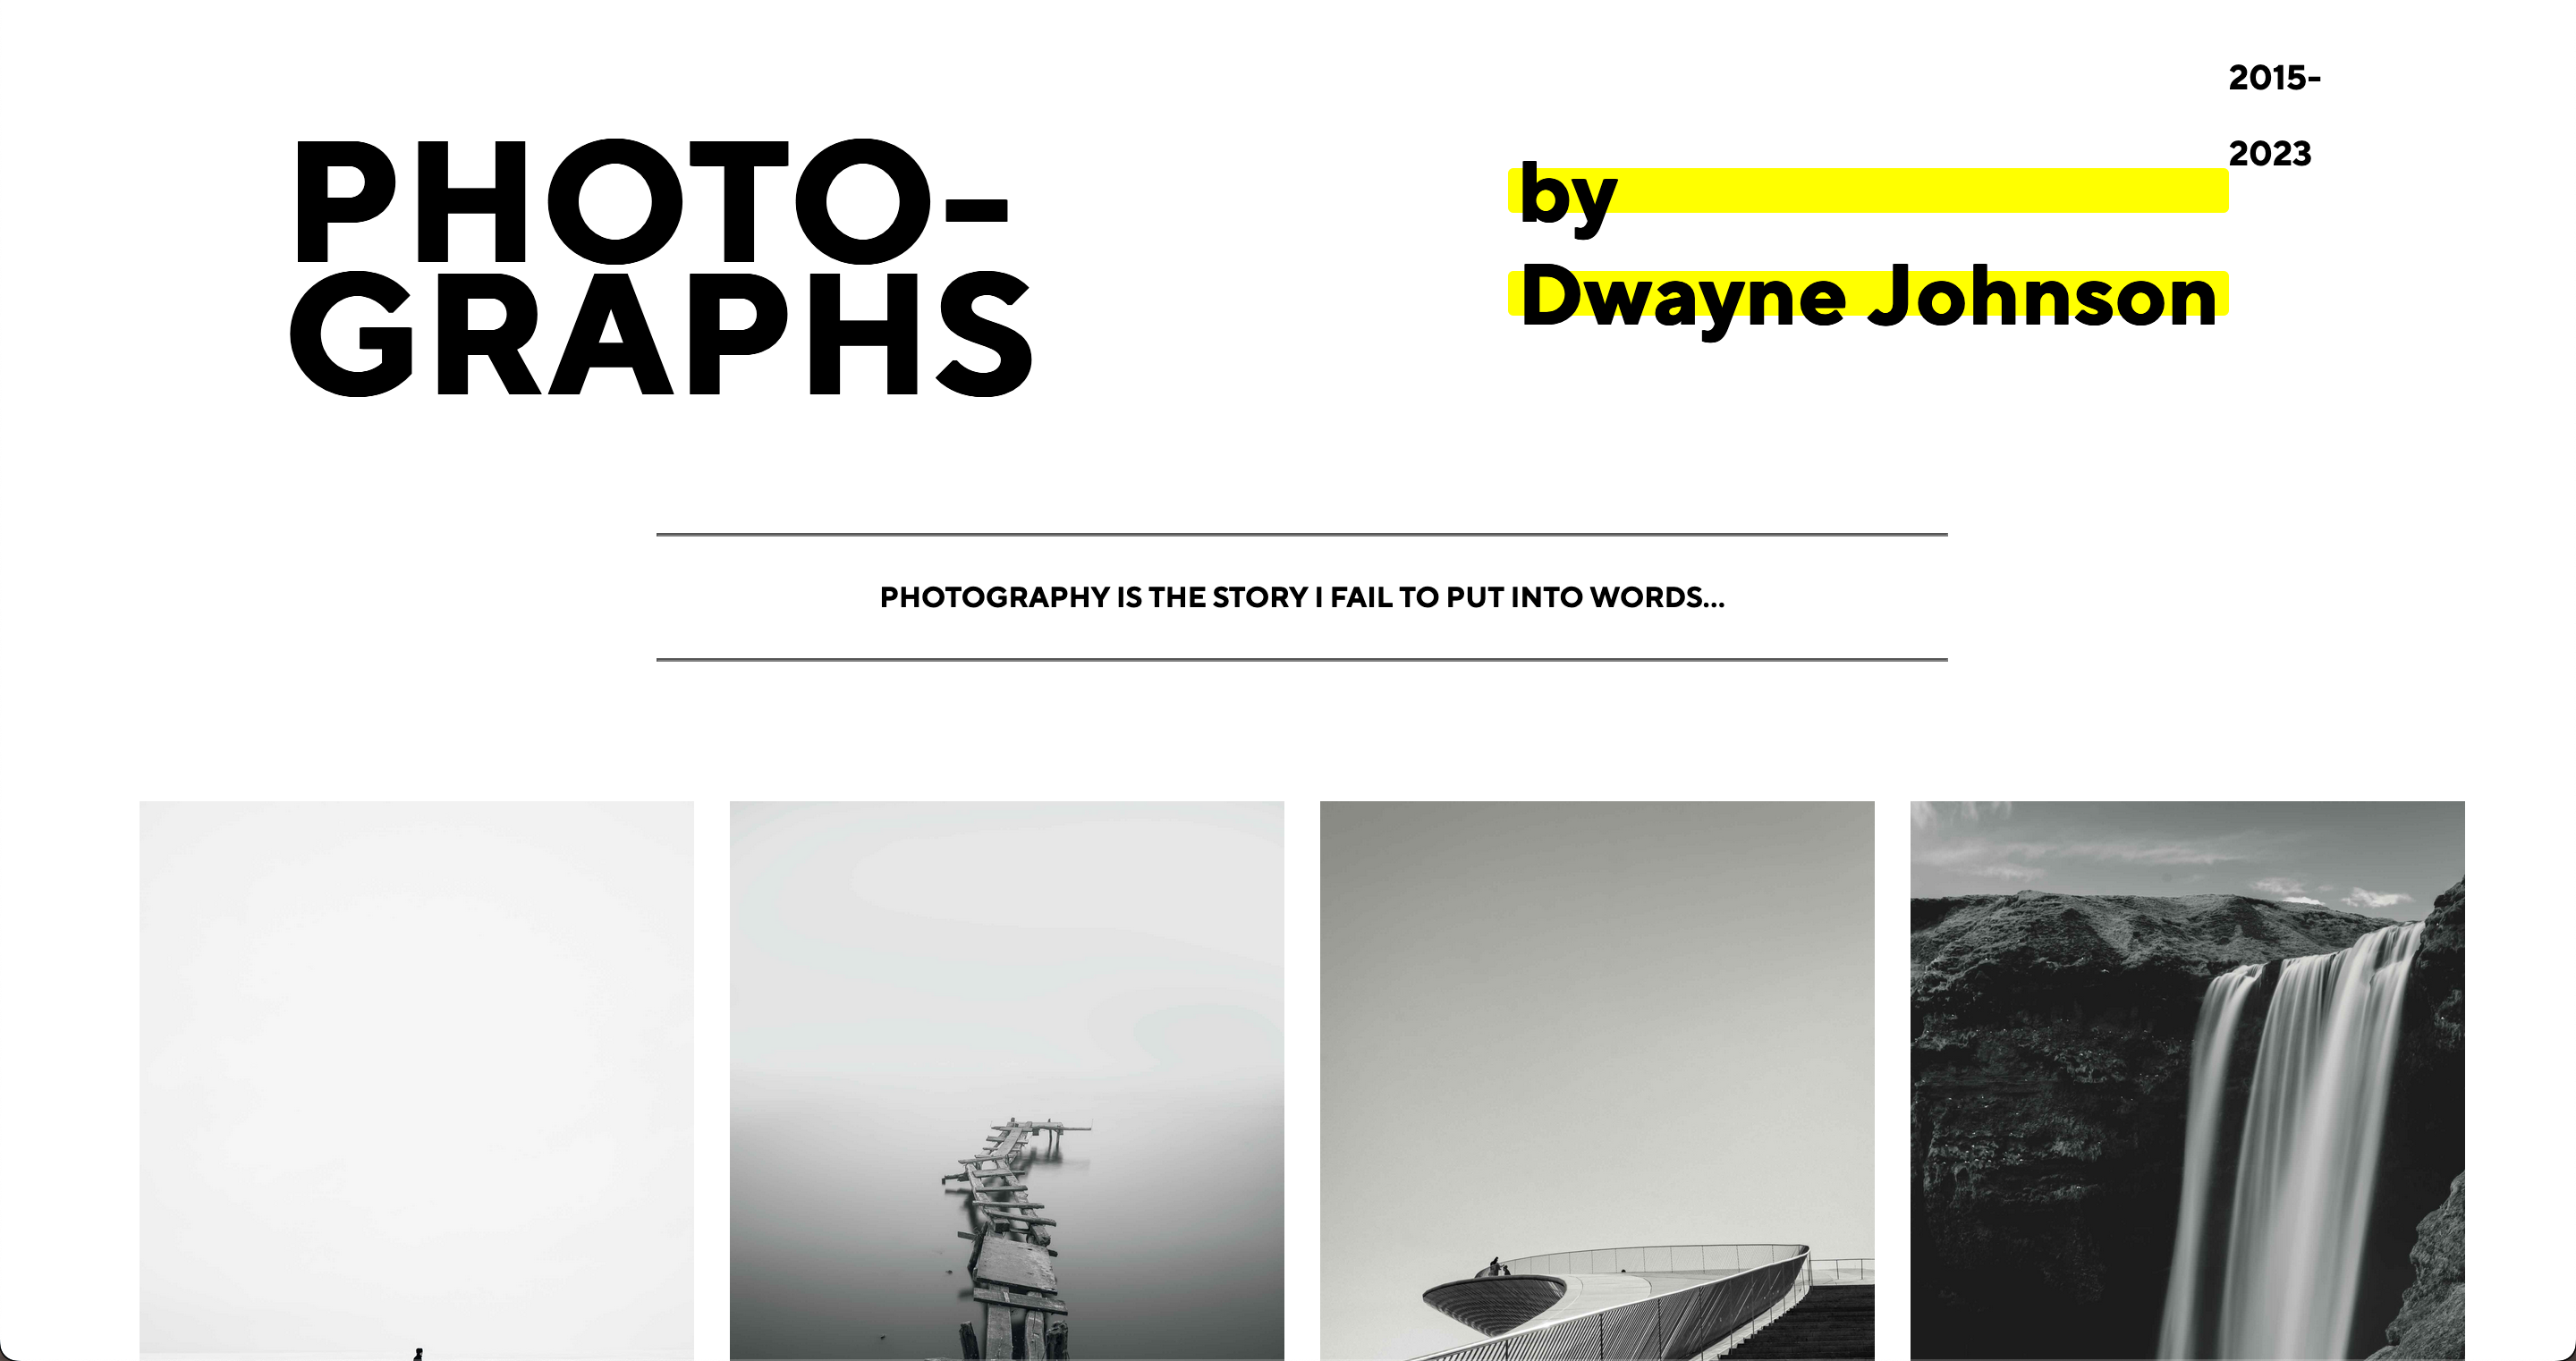 PHOTO-
GRAPHS
by
Dwayne Johnson
2015-
2023
PHOTOGRAPHY IS THE STORY I FAIL TO PUT INTO WORDS...